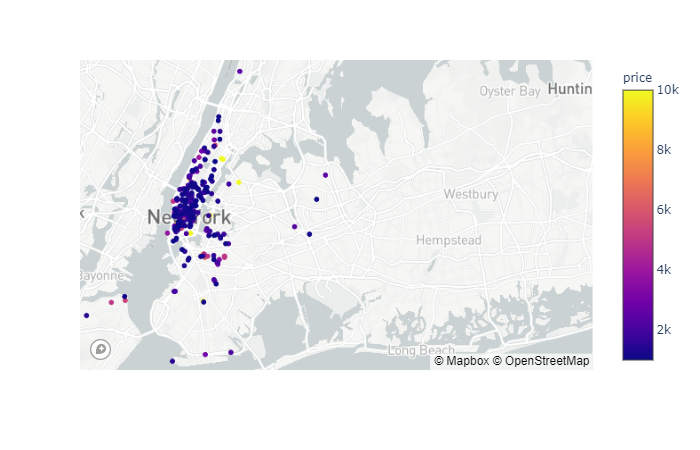 price
10k
8k
6k
4k
2k
Oyster Bay
Huntin
Westbury
k
New York
Hempstead
Bayonne
Long Beach
© Mapbox © OpenStreetMap